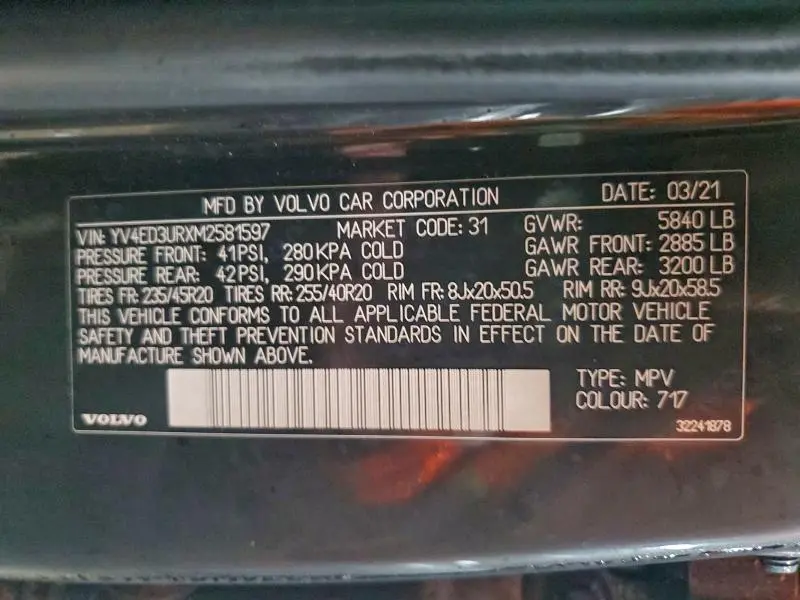 MFD BY VOLVO CAR CORPORATION DATE: 03/21
VIN: YV4ED3URXM2581597 MARKET CODE: 31 GVWR: 5840 LB
PRESSURE FRONT: 41PSI, 280KPA COLD GAWR FRONT: 2885 LB
PRESSURE REAR: 42PSI, 290KPA COLD GAWR REAR: 3200 LB
TIRES FR: 235/45R20 TIRES RR: 255/40R20 RIM FR: 8Jx20x50.5 RIM RR: 9Jx20x58.5
THIS VEHICLE CONFORMS TO ALL APPLICABLE FEDERAL MOTOR VEHICLE
SAFETY AND THEFT PREVENTION STANDARDS IN EFFECT ON THE DATE OF
MANUFACTURE SHOWN ABOVE.
TYPE: MPV
COLOUR: 717
VOLVO
32241878